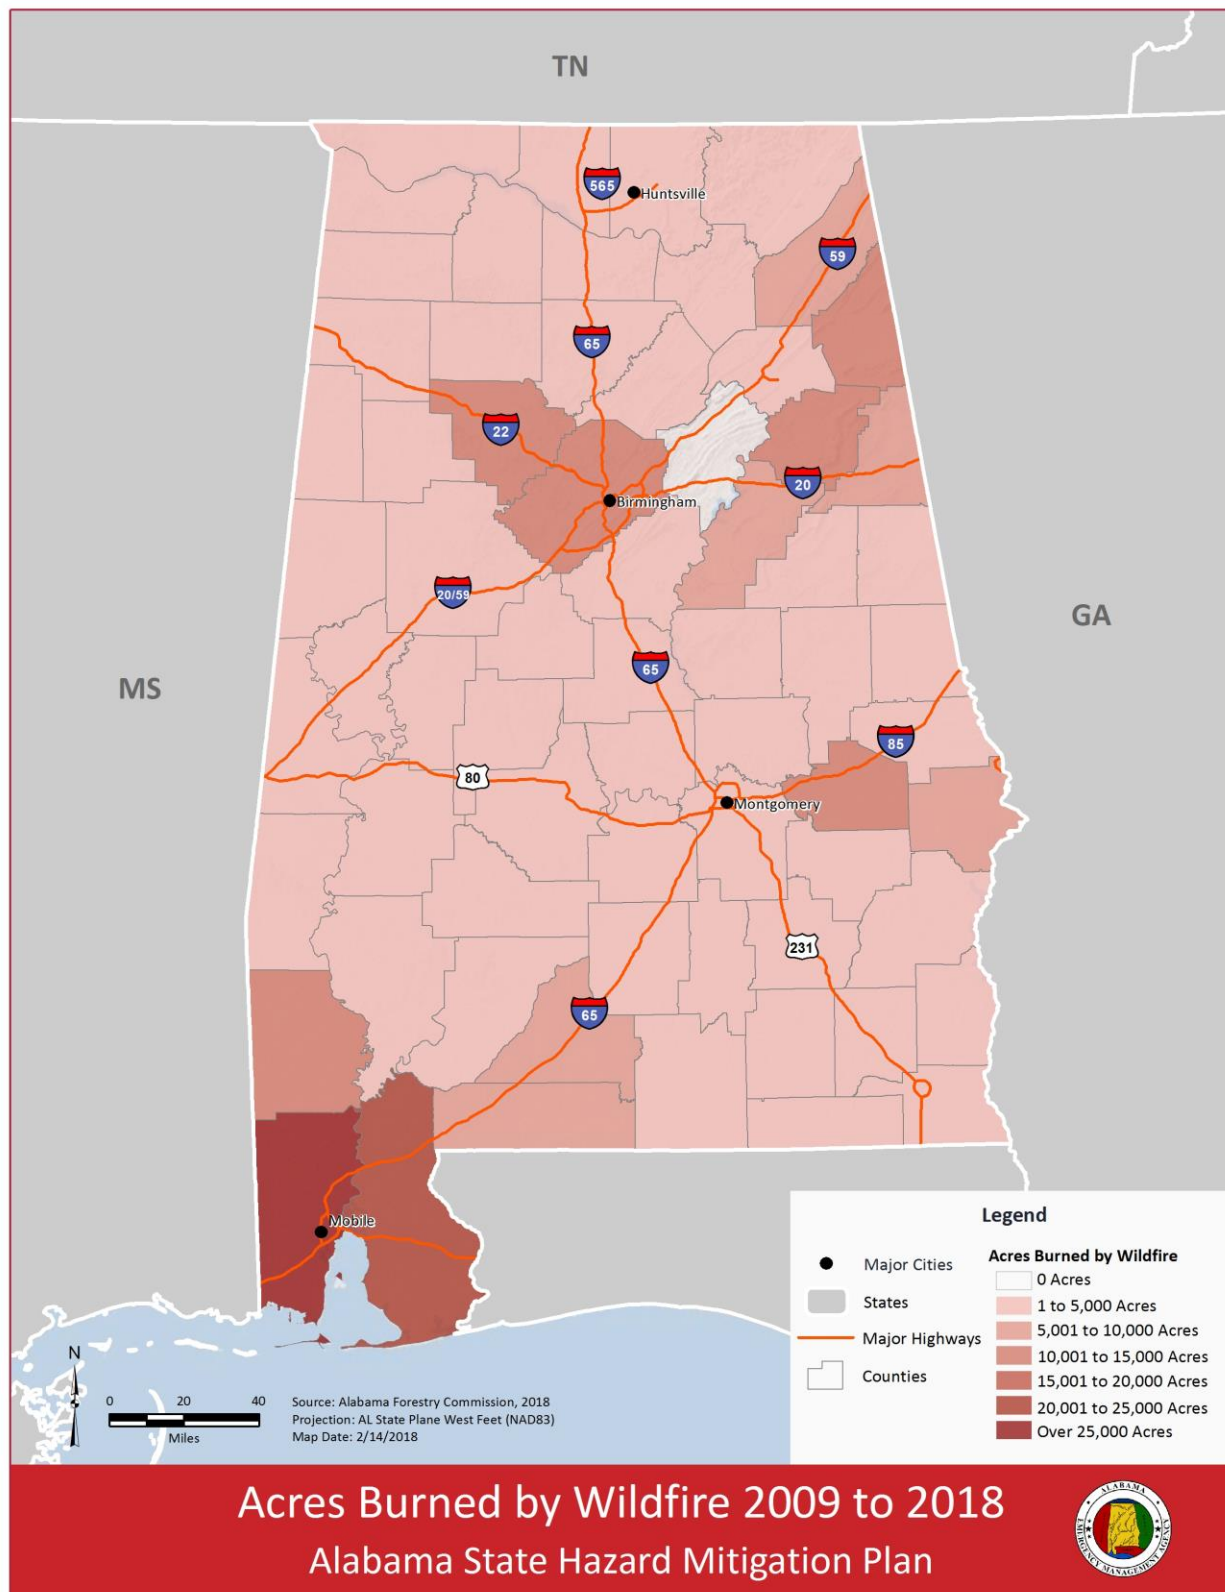 TN
565
Huntsville
59
65
22
20
Birmingham
20/59
GA
65
MS
85
80
Montgomery
231
65
Mobile
Legend
Acres Burned by Wildfire
Major Cities
States
Major Highways
Counties
0 Acres
1 to 5,000 Acres
5,001 to 10,000 Acres
10,001 to 15,000 Acres
15,001 to 20,000 Acres
20,001 to 25,000 Acres
Over 25,000 Acres
N
0 20 40
Miles
Source: Alabama Forestry Commission, 2018
Projection: AL State Plane West Feet (NAD83)
Map Date: 2/14/2018
Acres Burned by Wildfire 2009 to 2018
Alabama State Hazard Mitigation Plan
ALABAMA
EMERGENCY MANAGEMENT AGENCY